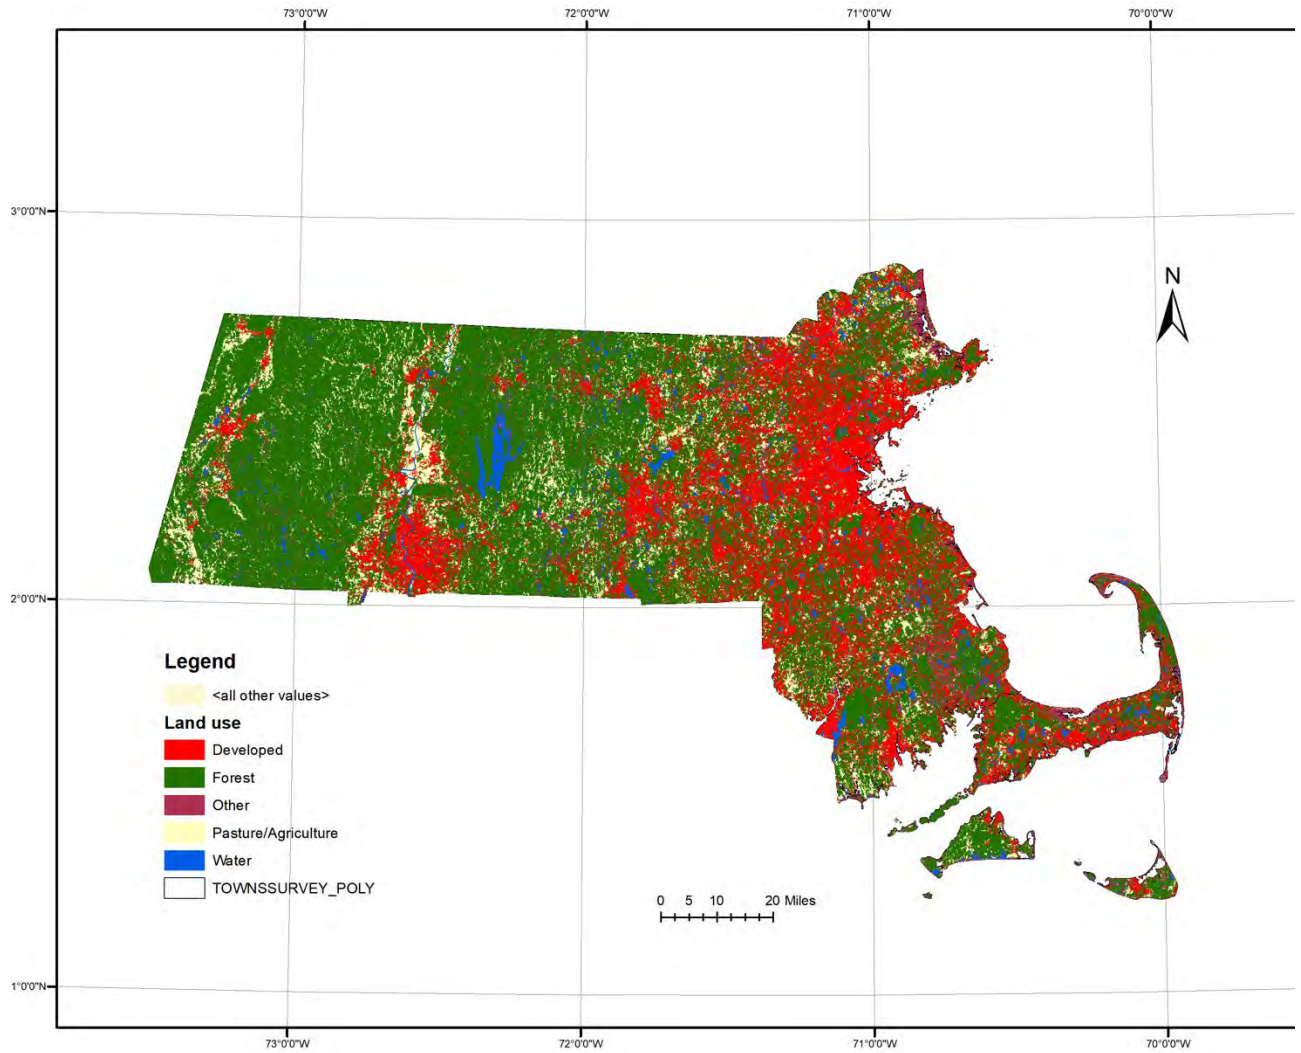 73°0'0"W 72°0'0"W 71°0'0"W 70°0'0"W
3°0'0"N
N
2°0'0"N
Legend
<all other values>
Land use
Developed
Forest
Other
Pasture/Agriculture
Water
TOWNSSURVEY_POLY
0 5 10 20 Miles
1°0'0"N
73°0'0"W 72°0'0"W 71°0'0"W 70°0'0"W